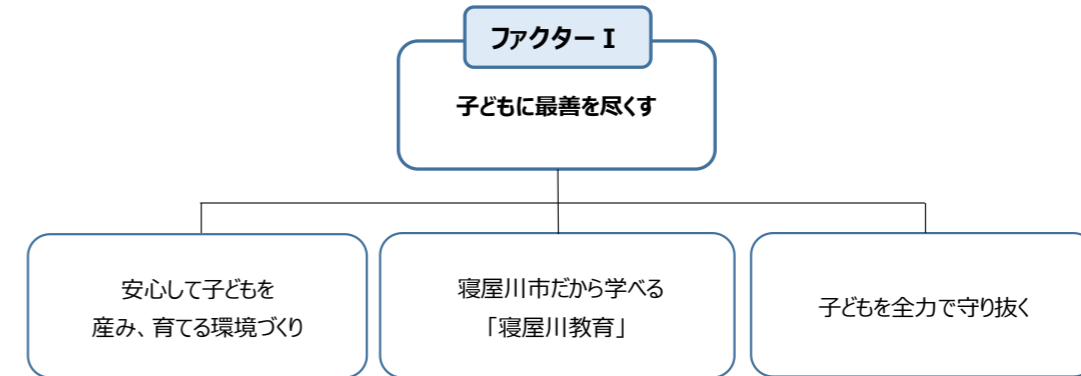 ファクターⅠ
子どもに最善を尽くす
安心して子どもを
産み、育てる環境づくり
寝屋川市だから学べる
「寝屋川教育」
子どもを全力で守り抜く